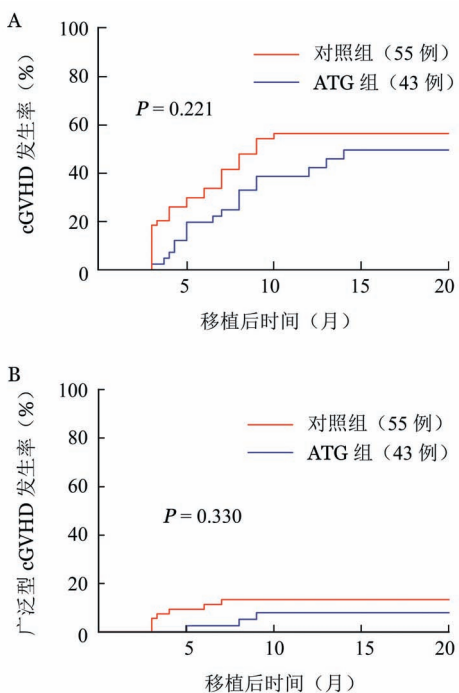 A
100
80
60
40
20
0
cGVHD 发生率（%）
对照组（55 例）
ATG 组（43 例）
P = 0.221
5
10
15
20
移植后时间（月）
B
100
80
60
40
20
0
广泛型 cGVHD 发生率（%）
对照组（55 例）
ATG 组（43 例）
P = 0.330
5
10
15
20
移植后时间（月）